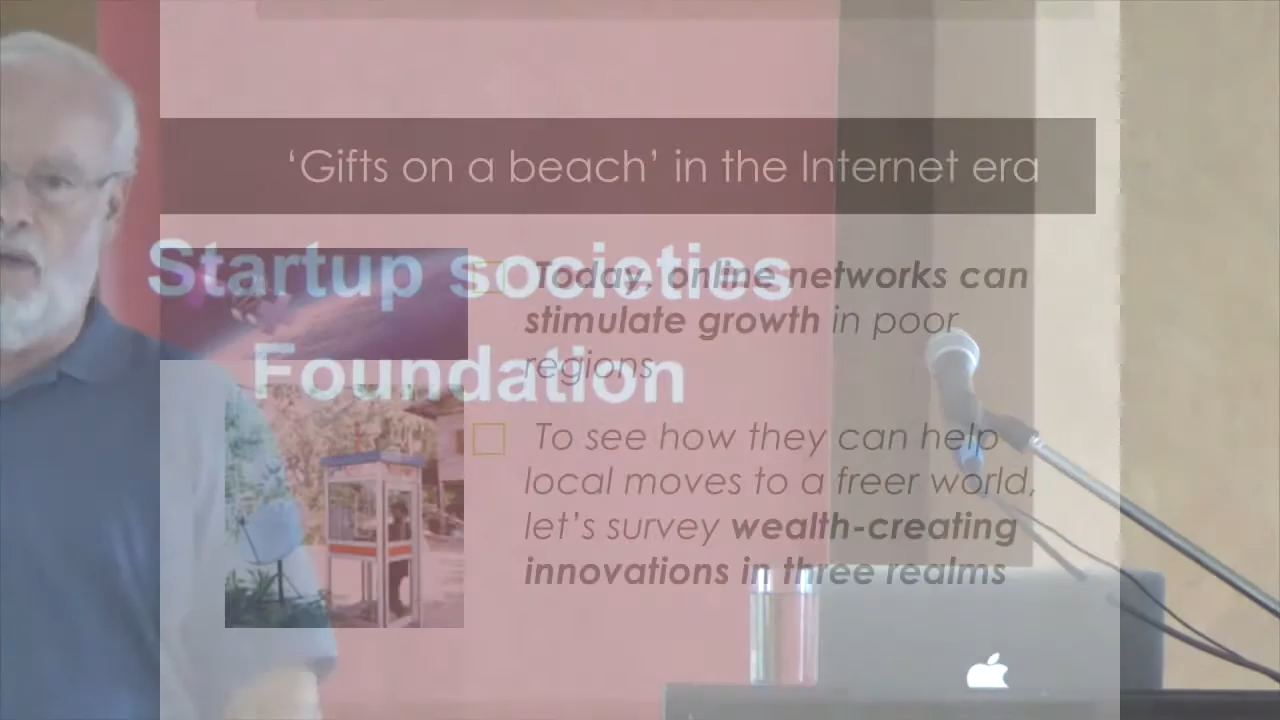 ‘Gifts on a beach’ in the Internet era
Startup societies
Foundation
Today, online networks can
stimulate growth in poor
regions
To see how they can help
local moves to a freer world,
let’s survey wealth-creating
innovations in three realms